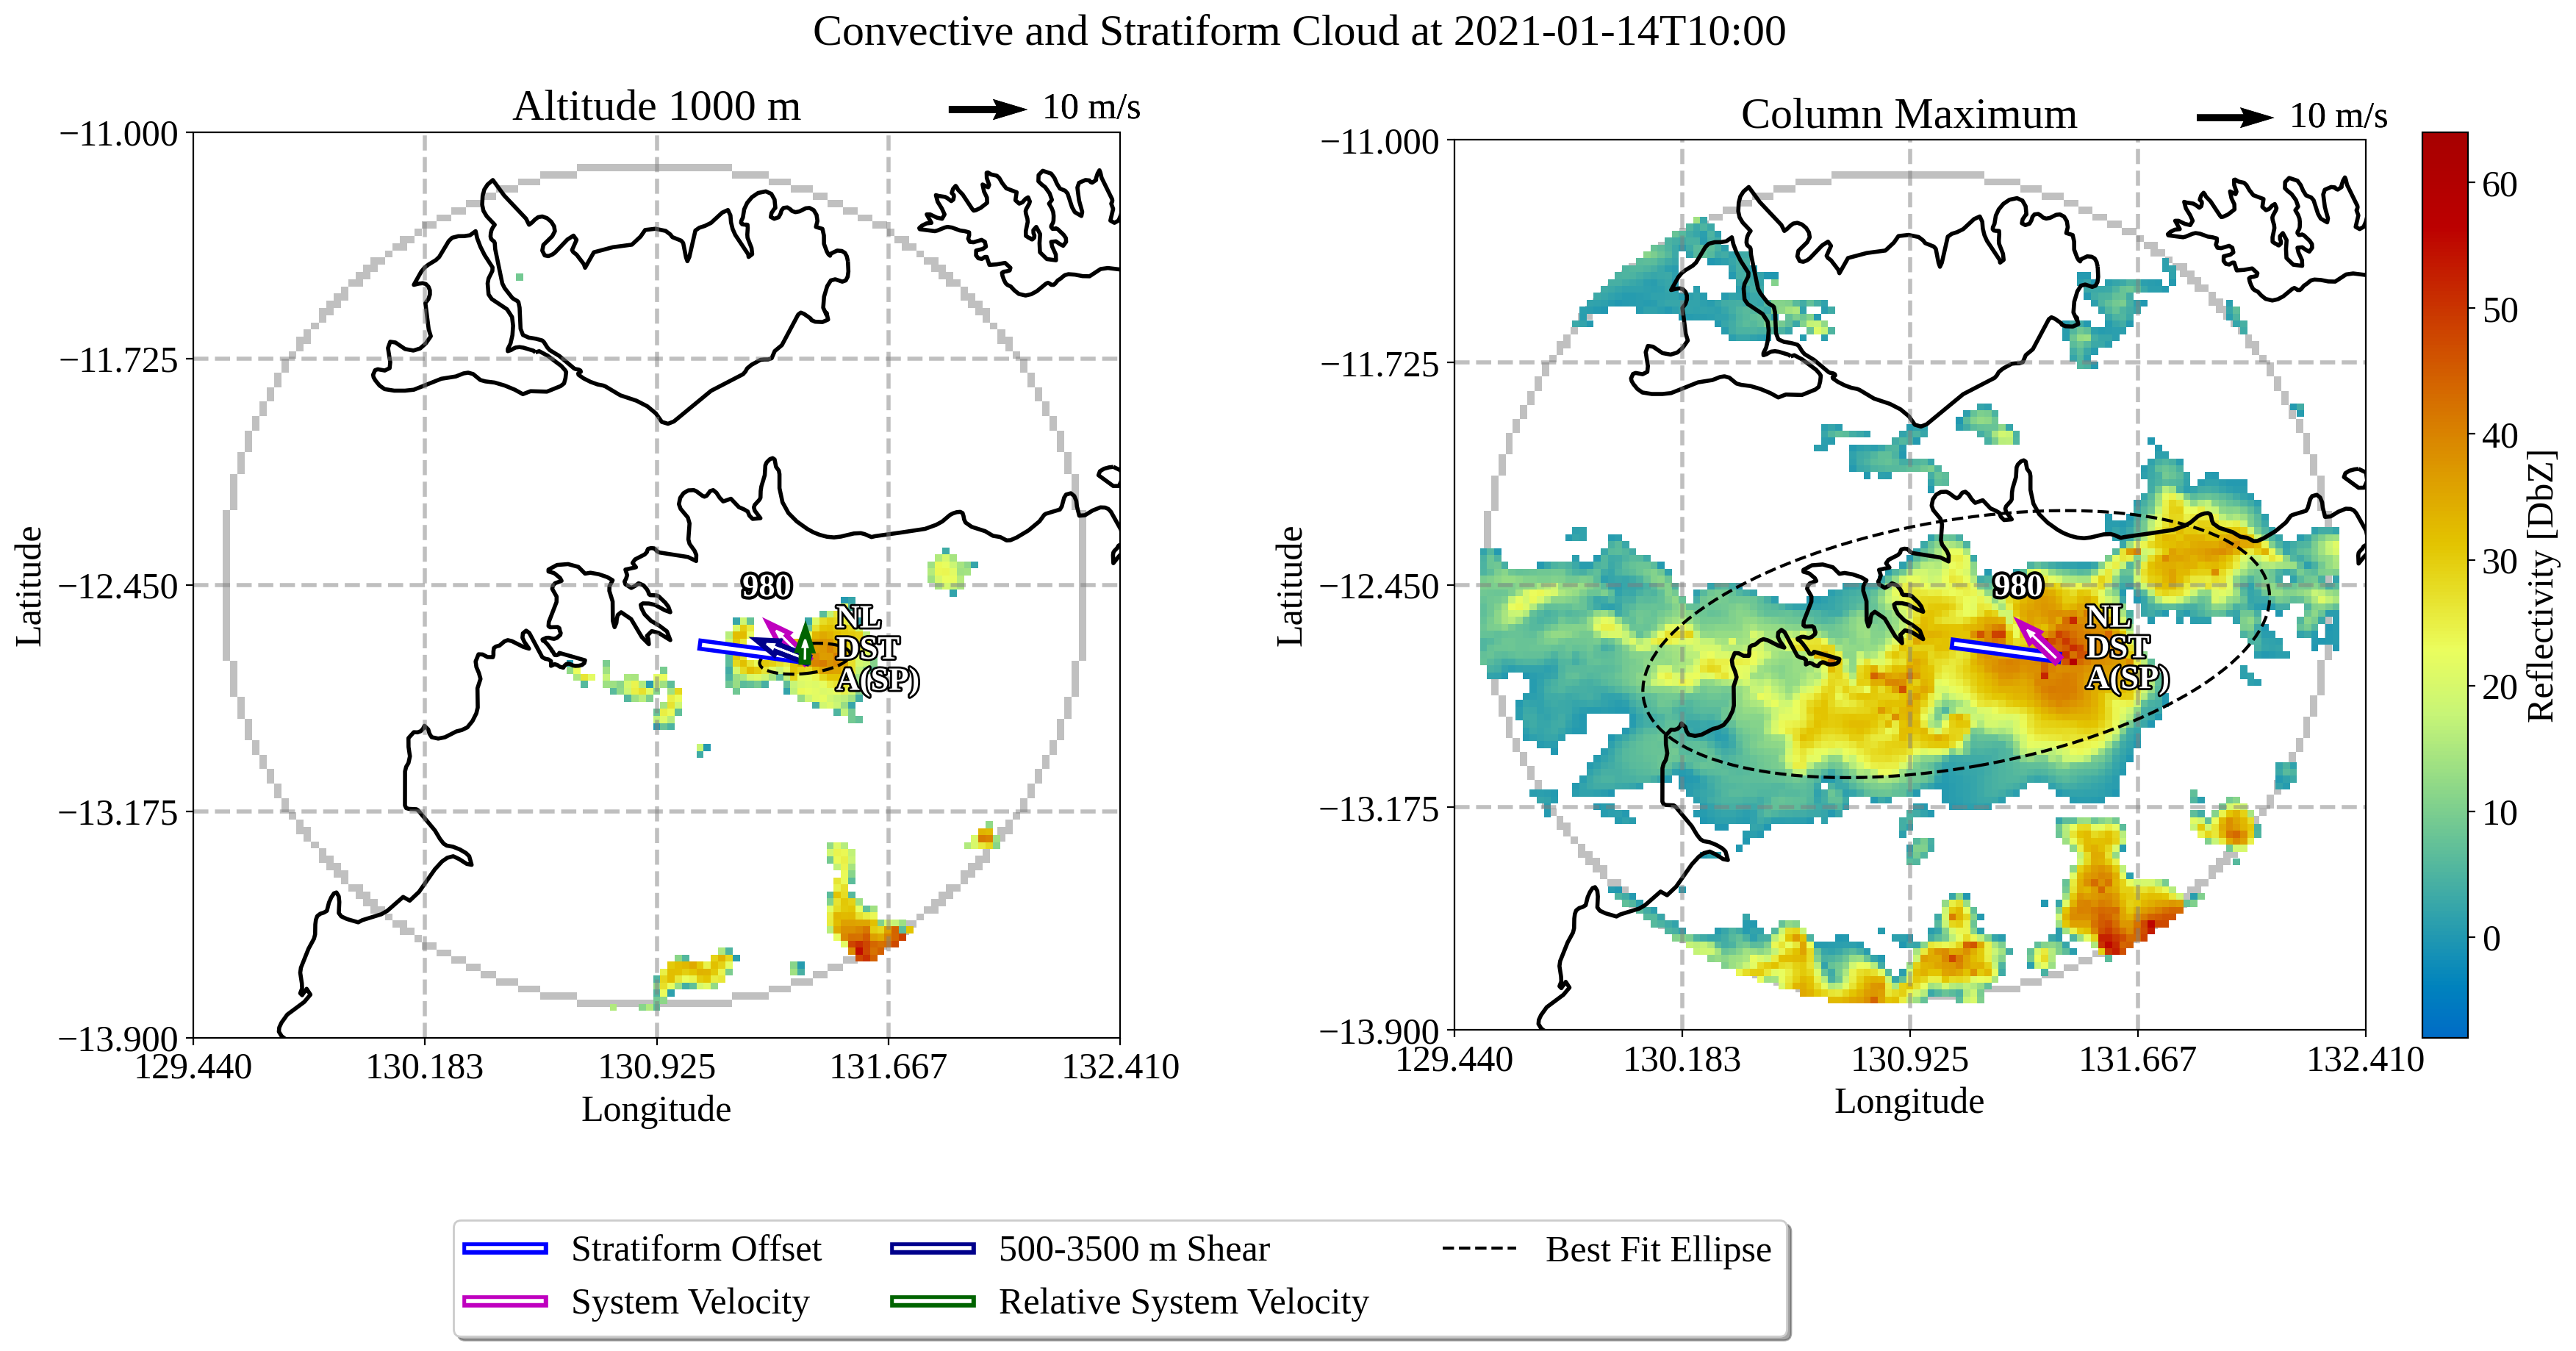 Convective and Stratiform Cloud at 2021-01-14T10:00
Altitude 1000 m
10 m/s
−11.000
−11.725
−12.450
−13.175
−13.900
Latitude
129.440
130.183
130.925
131.667
132.410
Longitude
980
NL
DST
A(SP)
Column Maximum
10 m/s
−11.000
−11.725
−12.450
−13.175
−13.900
Latitude
129.440
130.183
130.925
131.667
132.410
Longitude
980
NL
DST
A(SP)
60
50
40
30
20
10
0
Reflectivity [DbZ]
Stratiform Offset
System Velocity
500-3500 m Shear
Relative System Velocity
Best Fit Ellipse